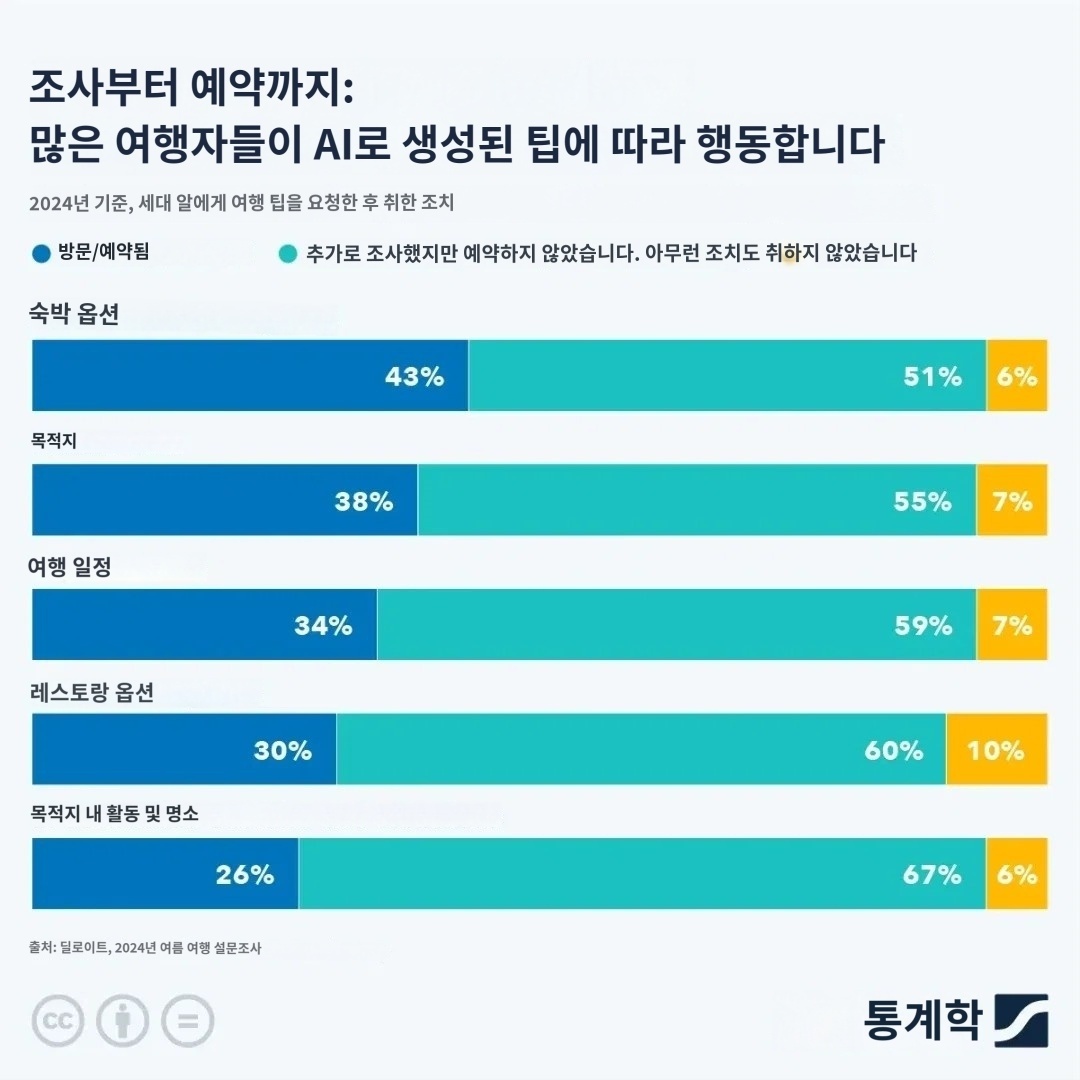 조사부터 예약까지:
많은 여행자들이 AI로 생성된 팁에 따라 행동합니다
2024년 기준, 세대 알에게 여행 팁을 요청한 후 취한 조치
방문/예약됨
추가로 조사했지만 예약하지 않았습니다. 아무런 조치도 취하지 않았습니다
숙박 옵션
43% 51% 6%
목적지
38% 55% 7%
여행 일정
34% 59% 7%
레스토랑 옵션
30% 60% 10%
목적지 내 활동 및 명소
26% 67% 6%
출처: 딜로이트, 2024년 여름 여행 설문조사
cc
통계학